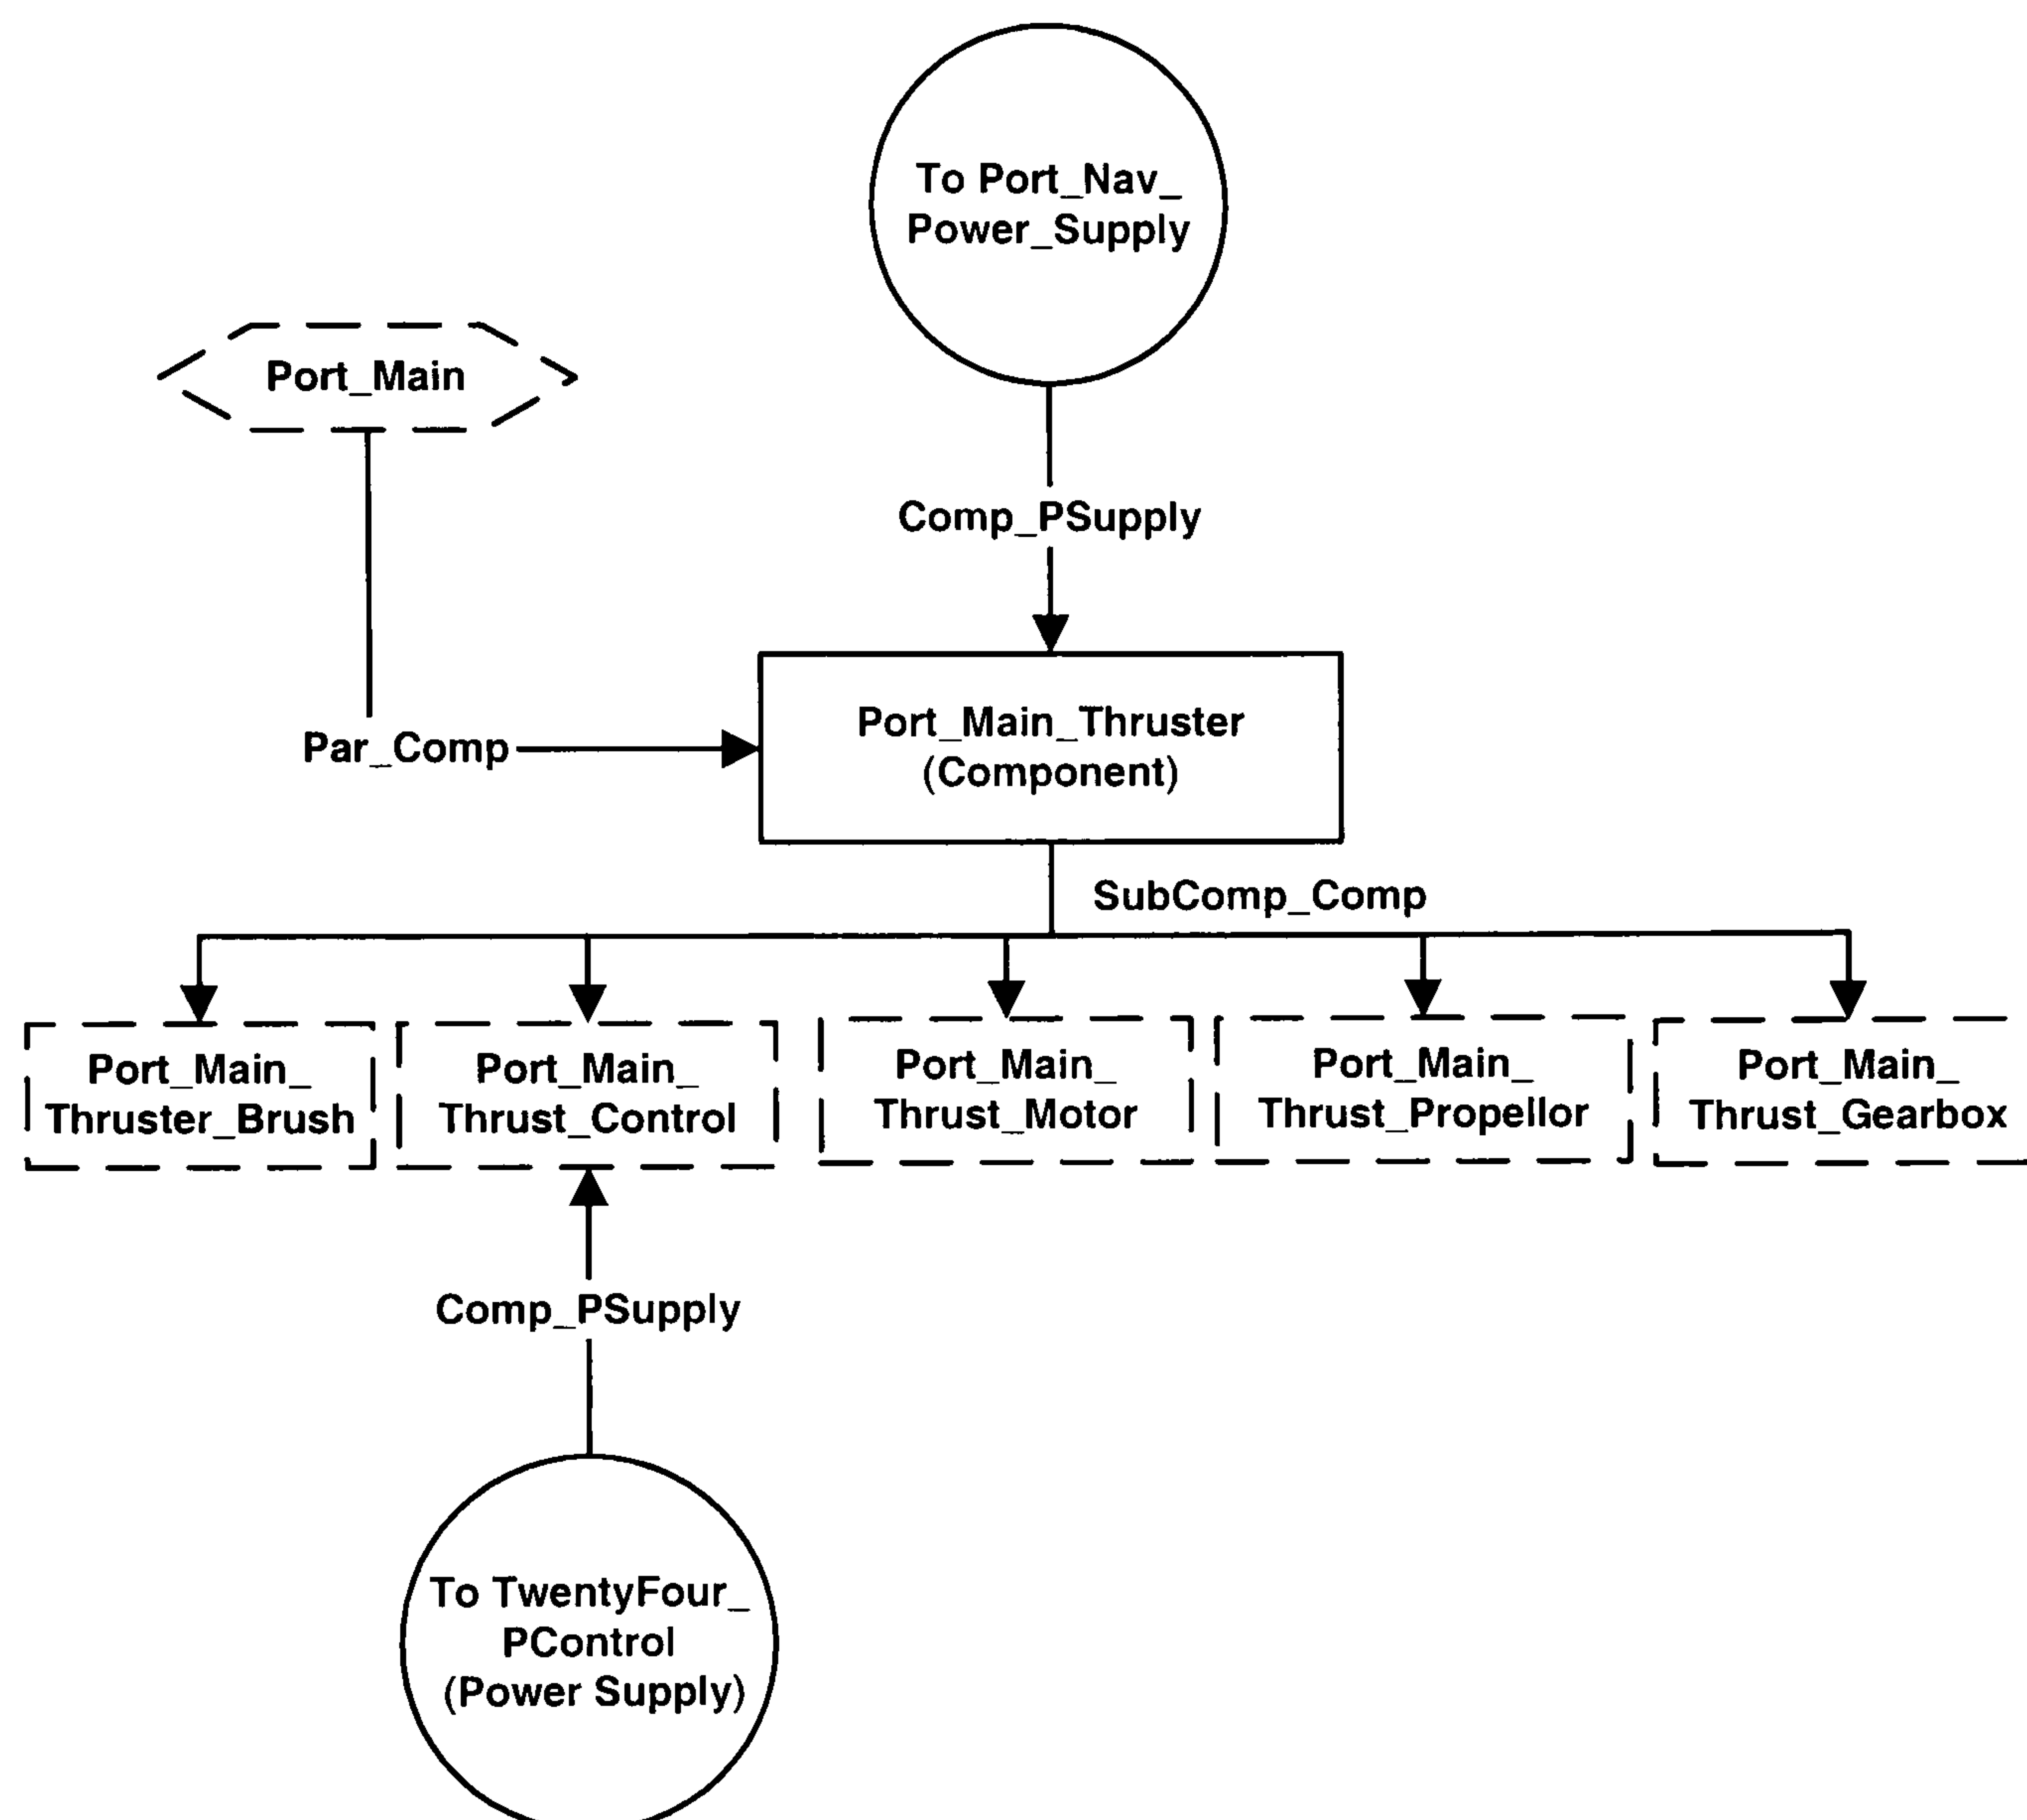 To Port_Nav_
Power_Supply
Port_Main
Comp_PSupply
Port_Main_Thruster
(Component)
Par_Comp
SubComp_Comp
Port_Main_
Thruster_Brush
Port_Main_
Thrust_Control
Port_Main_
Thrust_Motor
Port_Main_
Thrust_Propellor
Port_Main_
Thrust_Gearbox
Comp_PSupply
To TwentyFour_
PControl
(Power Supply)